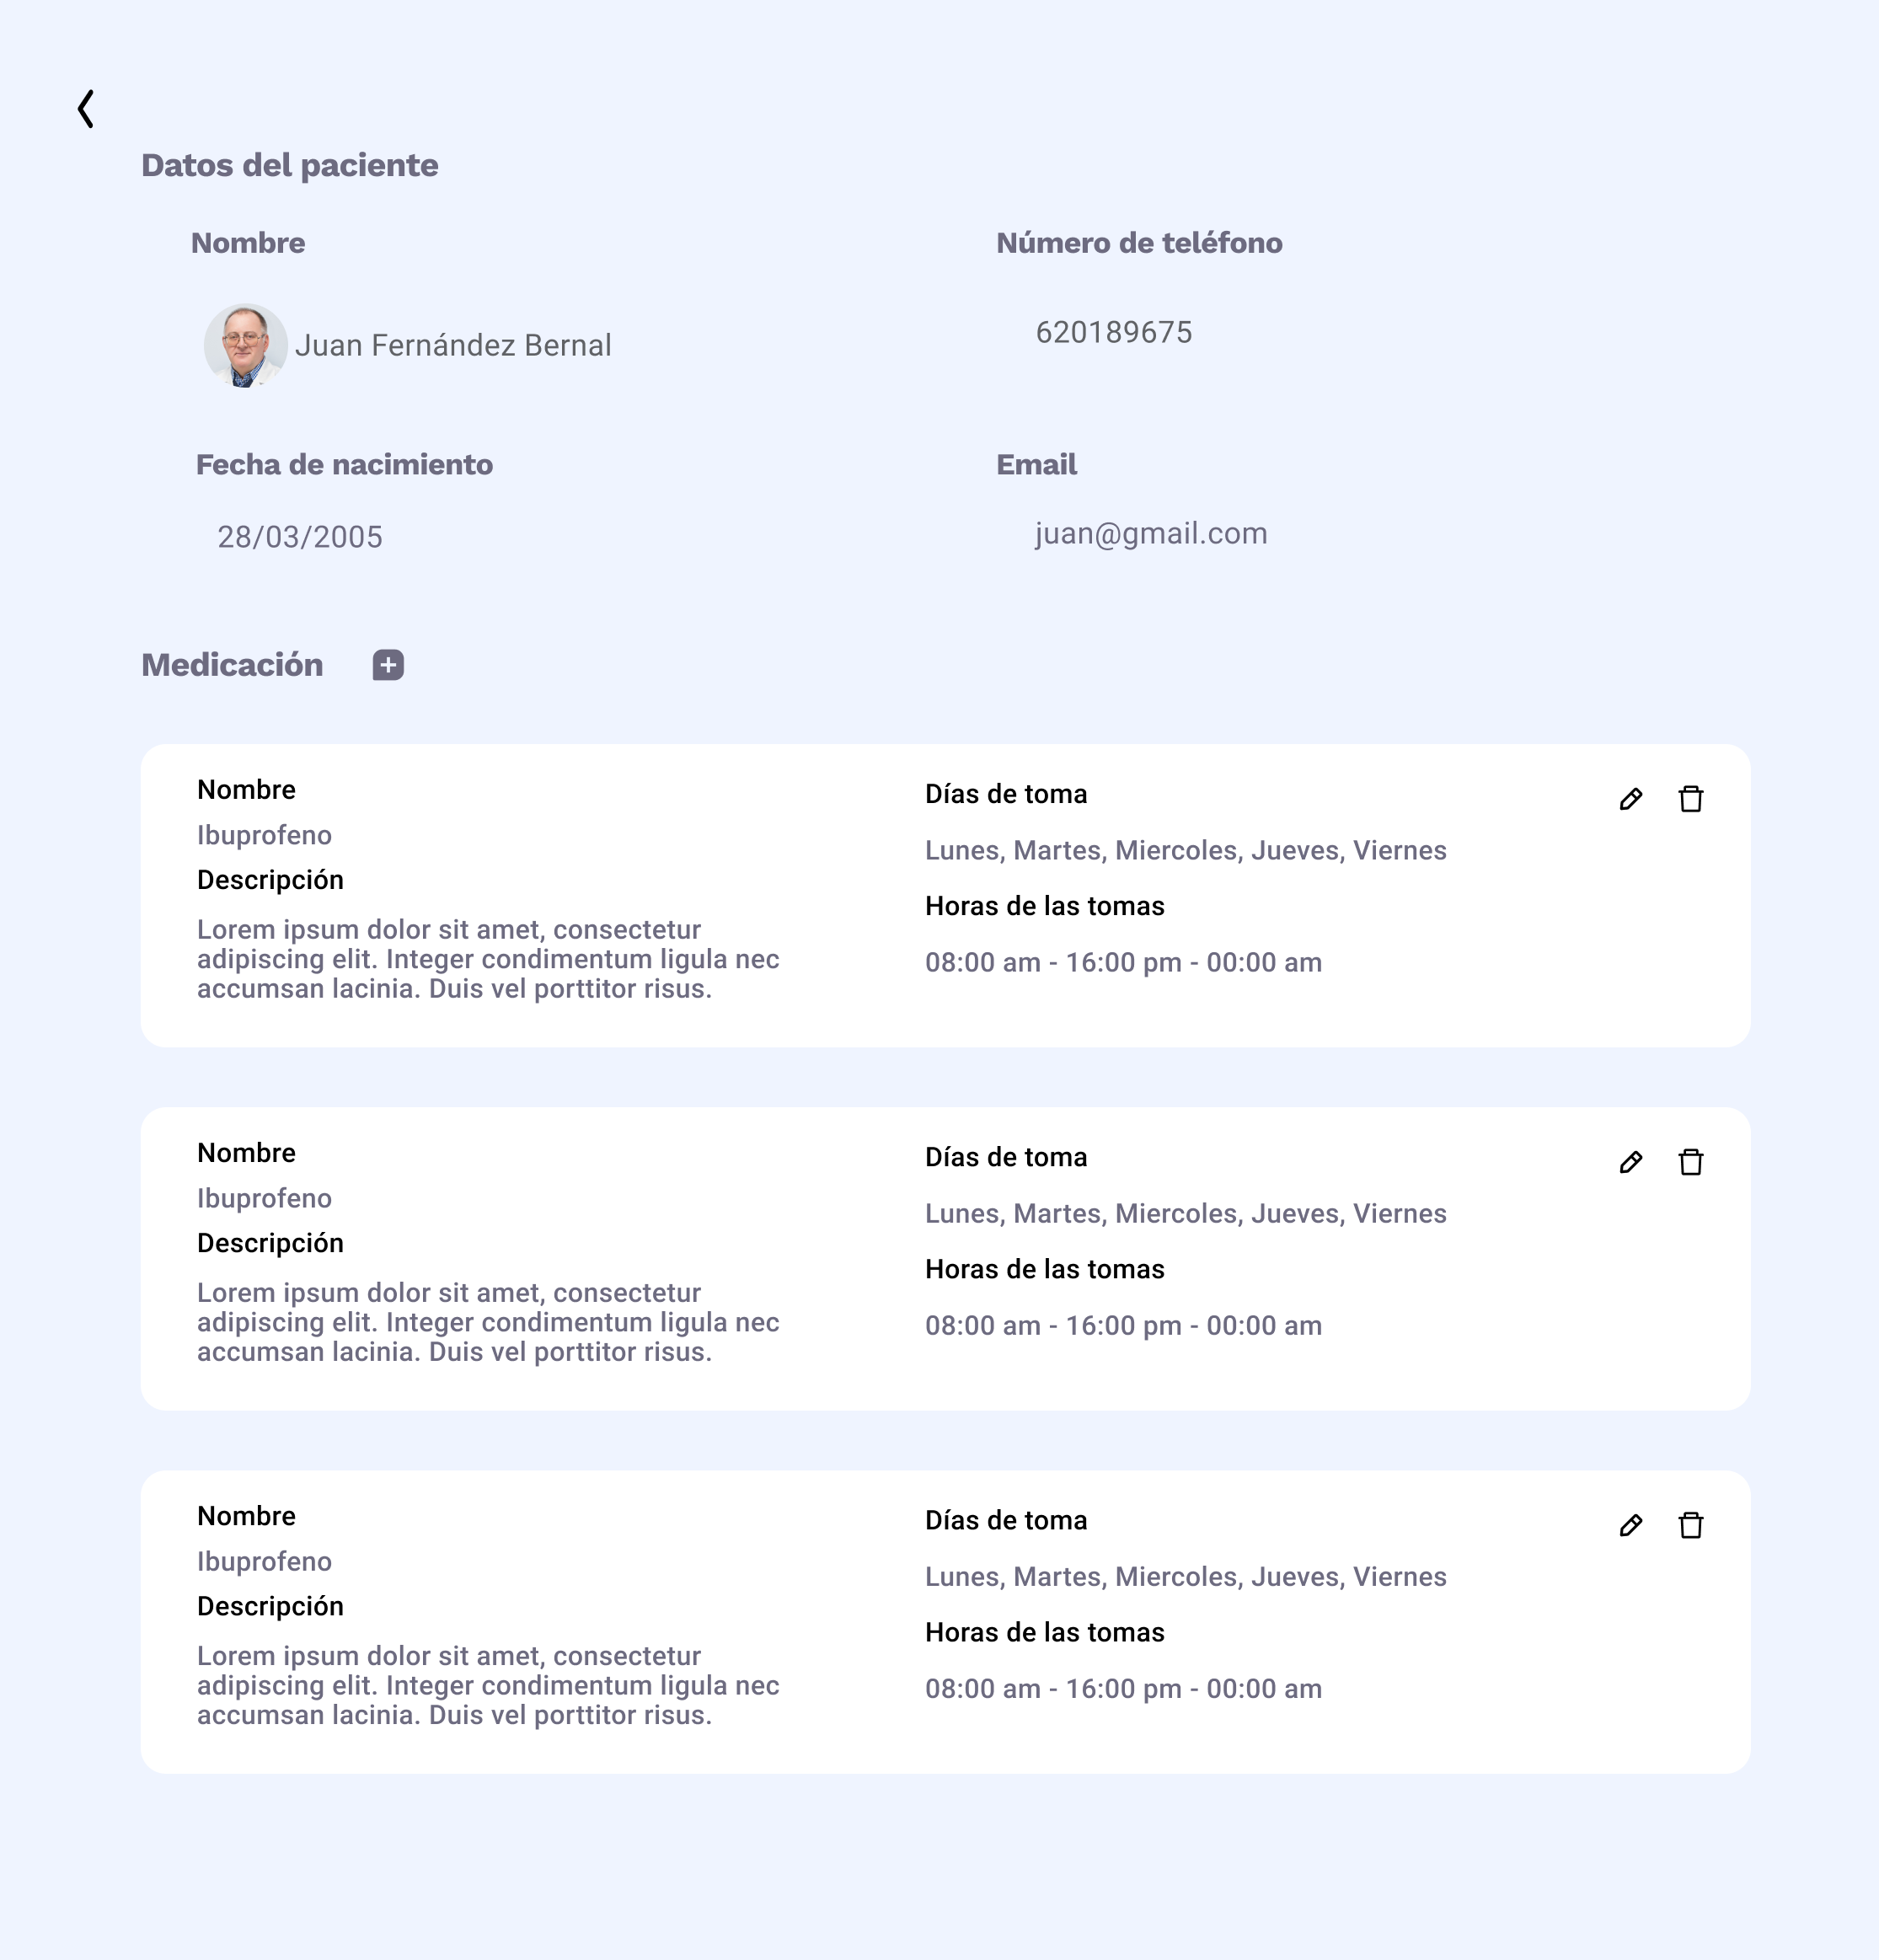 Datos del paciente
Nombre
Número de teléfono
Juan Fernández Bernal
620189675
Fecha de nacimiento
Email
28/03/2005
juan@gmail.com
Medicación
Nombre
Ibuprofeno
Descripción
Lorem ipsum dolor sit amet, consectetur
adipiscing elit. Integer condimentum ligula nec
accumsan lacinia. Duis vel porttitor risus.
Días de toma
Lunes, Martes, Miercoles, Jueves, Viernes
Horas de las tomas
08:00 am - 16:00 pm - 00:00 am
Nombre
Ibuprofeno
Descripción
Lorem ipsum dolor sit amet, consectetur
adipiscing elit. Integer condimentum ligula nec
accumsan lacinia. Duis vel porttitor risus.
Días de toma
Lunes, Martes, Miercoles, Jueves, Viernes
Horas de las tomas
08:00 am - 16:00 pm - 00:00 am
Nombre
Ibuprofeno
Descripción
Lorem ipsum dolor sit amet, consectetur
adipiscing elit. Integer condimentum ligula nec
accumsan lacinia. Duis vel porttitor risus.
Días de toma
Lunes, Martes, Miercoles, Jueves, Viernes
Horas de las tomas
08:00 am - 16:00 pm - 00:00 am